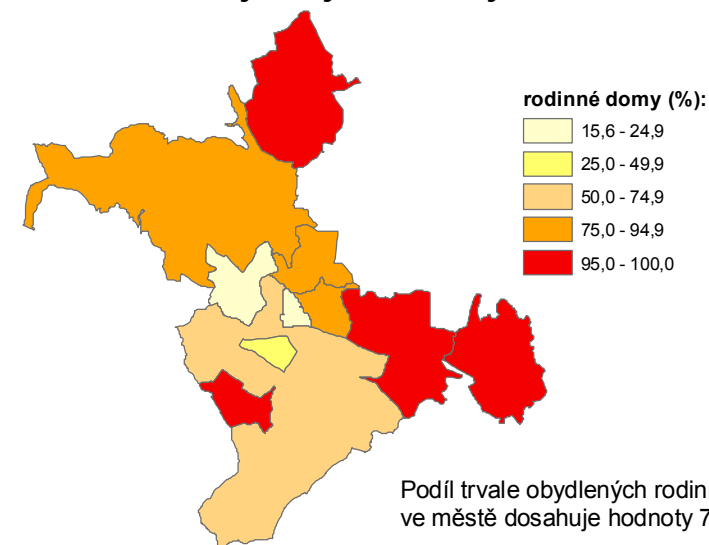 rodinné domy (%):
15,6 - 24,9
25,0 - 49,9
50,0 - 74,9
75,0 - 94,9
95,0 - 100,0
Podíl trvale obydlených rodin
ve městě dosahuje hodnoty 7